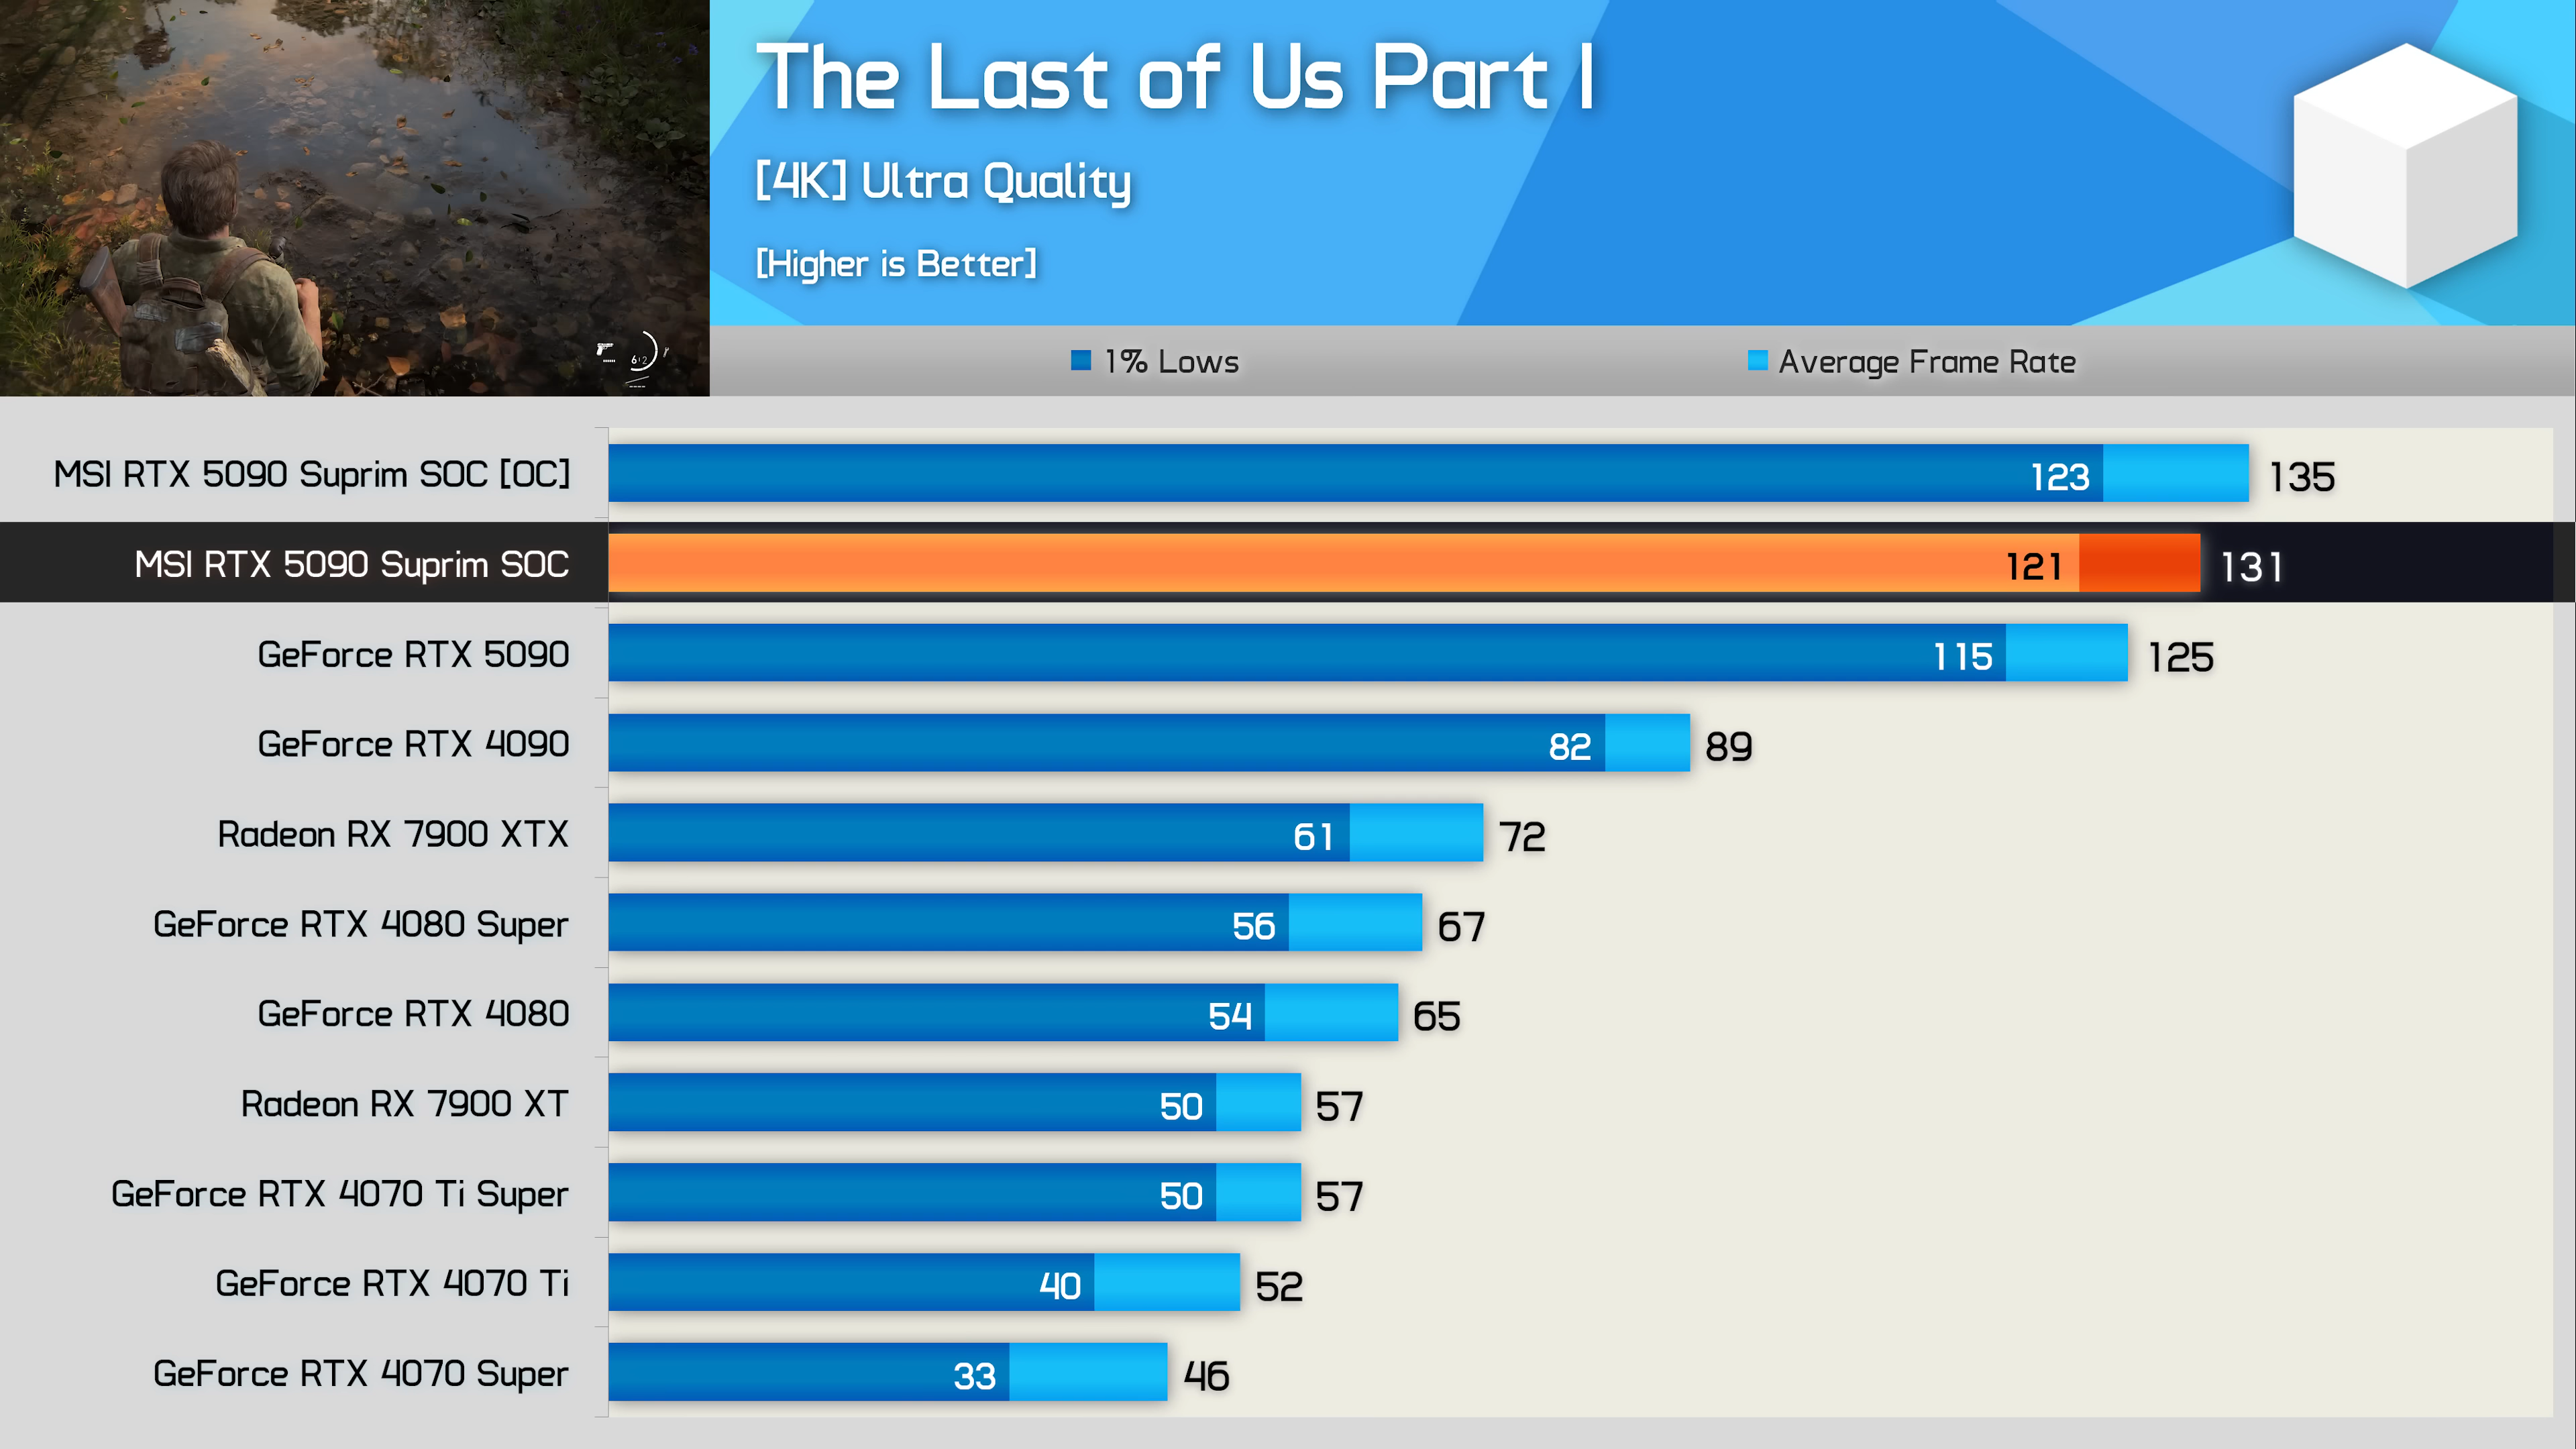 The Last of Us Part I
[4K] Ultra Quality
[Higher is Better]
1% Lows
Average Frame Rate
MSI RTX 5090 Suprim SOC [OC] 123 135
MSI RTX 5090 Suprim SOC 121 131
GeForce RTX 5090 115 125
GeForce RTX 4090 82 89
Radeon RX 7900 XTX 61 72
GeForce RTX 4080 Super 56 67
GeForce RTX 4080 54 65
Radeon RX 7900 XT 50 57
GeForce RTX 4070 Ti Super 50 57
GeForce RTX 4070 Ti 40 52
GeForce RTX 4070 Super 33 46